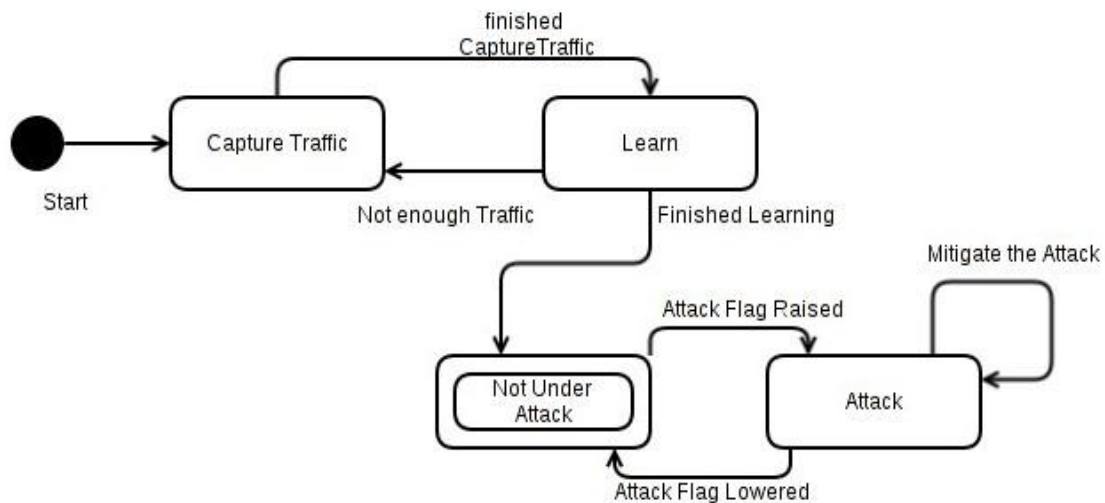 finished
CaptureTraffic
Capture Traffic
Learn
Start
Not enough Traffic
Finished Learning
Mitigate the Attack
Attack Flag Raised
Not Under
Attack
Attack
Attack Flag Lowered